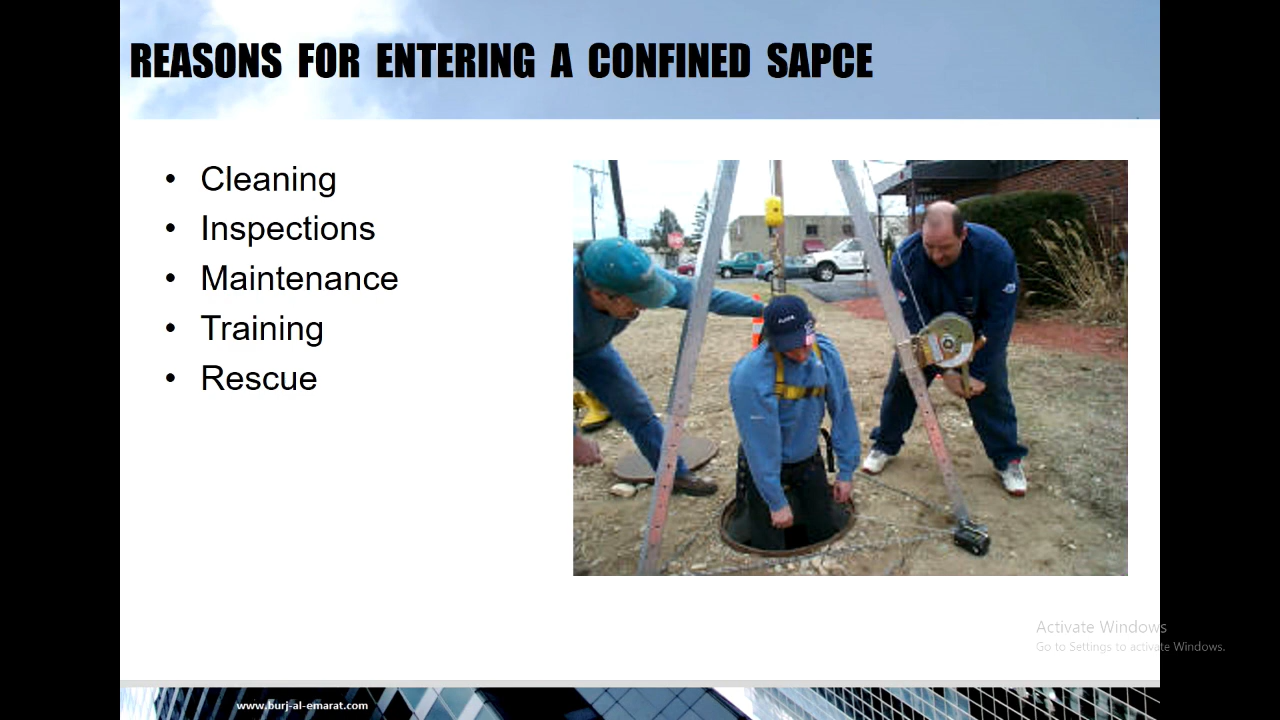 REASONS FOR ENTERING A CONFINED SAPCE
• Cleaning
• Inspections
• Maintenance
• Training
• Rescue
Activate Windows
Go to Settings to activate Windows.
www.burj-al-emarat.com